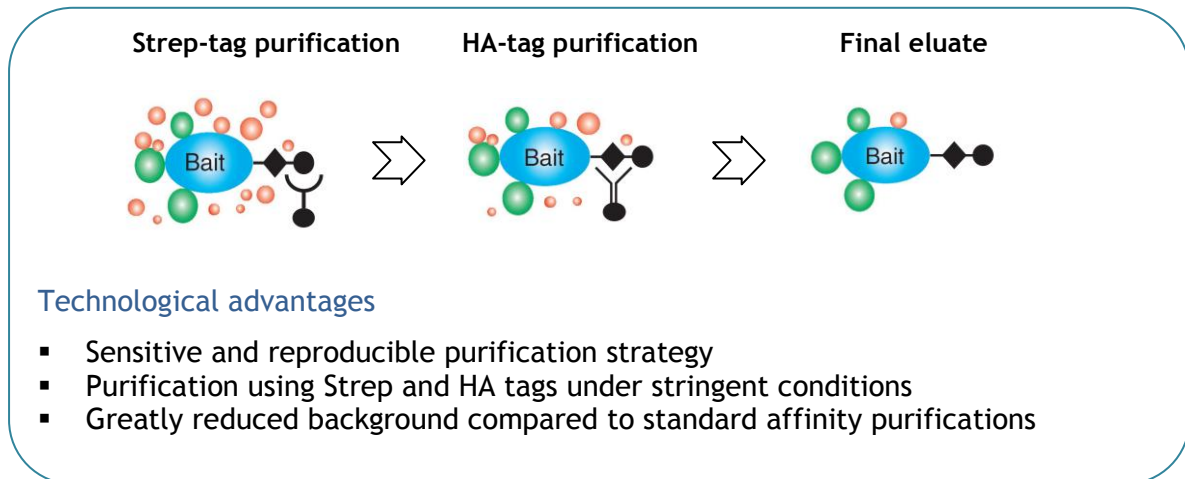 Strep-tag purification HA-tag purification Final eluate
Bait Bait Bait
Technological advantages
▪ Sensitive and reproducible purification strategy
▪ Purification using Strep and HA tags under stringent conditions
▪ Greatly reduced background compared to standard affinity purifications